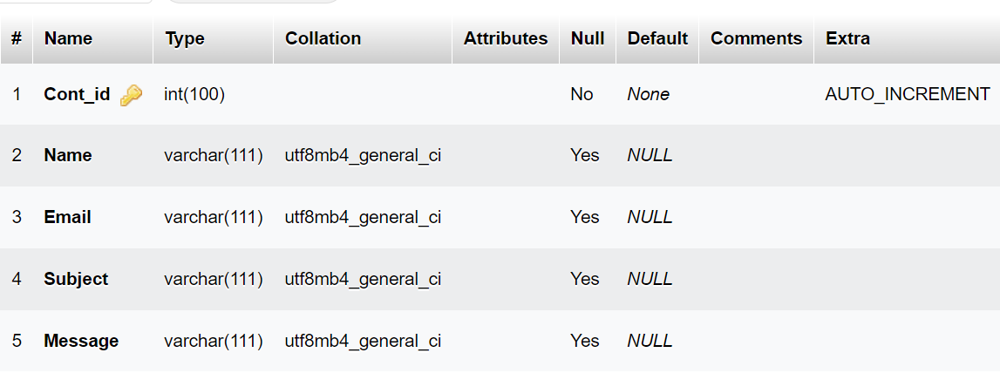 # Name Type Collation Attributes Null Default Comments Extra
1 Cont_id int(100) No None AUTO_INCREMENT
2 Name varchar(111) utf8mb4_general_ci Yes NULL
3 Email varchar(111) utf8mb4_general_ci Yes NULL
4 Subject varchar(111) utf8mb4_general_ci Yes NULL
5 Message varchar(111) utf8mb4_general_ci Yes NULL